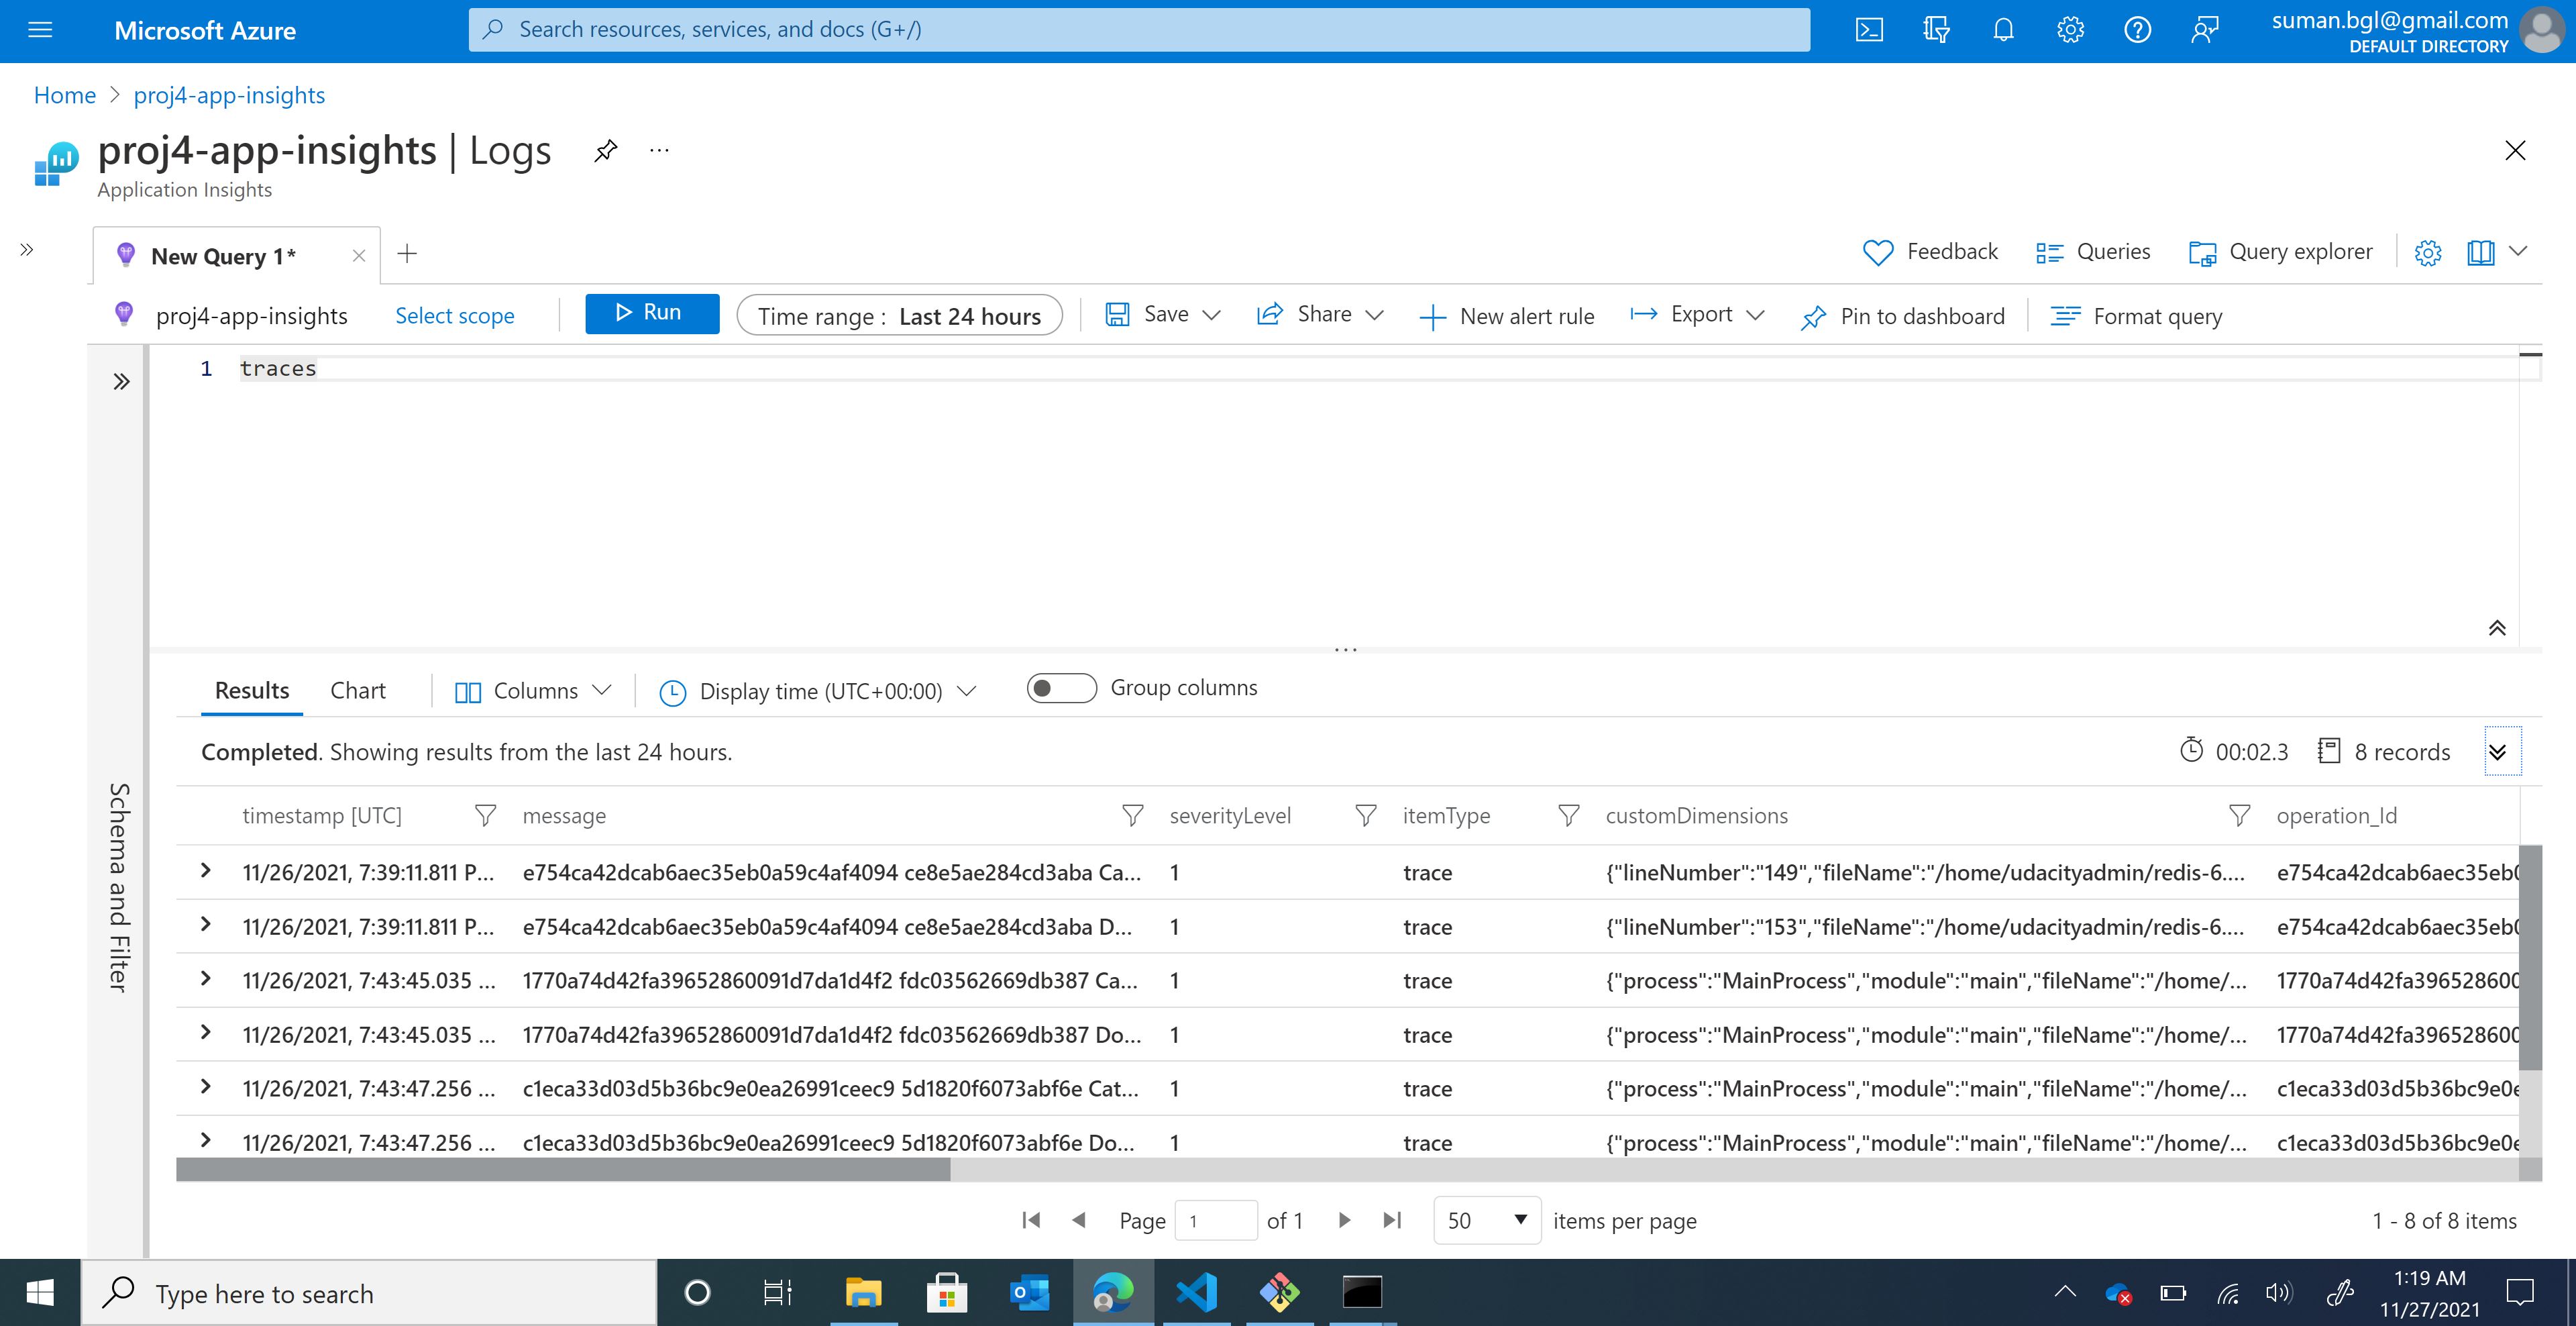 Microsoft Azure
Search resources, services, and docs (G+/)
suman.bgl@gmail.com
DEFAULT DIRECTORY
Home > proj4-app-insights
proj4-app-insights | Logs
Application Insights
New Query 1*
Feedback Queries Query explorer
proj4-app-insights Select scope Run Time range : Last 24 hours Save Share New alert rule Export Pin to dashboard Format query
1 traces
Schema and Filter
Results Chart Columns Display time (UTC+00:00) Group columns
Completed. Showing results from the last 24 hours. 00:02.3 8 records
timestamp [UTC] message severityLevel itemType customDimensions operation_Id
11/26/2021, 7:39:11.811 P... e754ca42dcab6aec35eb0a59c4af4094 ce8e5ae284cd3aba Ca... 1 trace {"lineNumber":"149","fileName":"/home/udacityadmin/redis-6.... e754ca42dcab6aec35eb0
11/26/2021, 7:39:11.811 P... e754ca42dcab6aec35eb0a59c4af4094 ce8e5ae284cd3aba D... 1 trace {"lineNumber":"153","fileName":"/home/udacityadmin/redis-6.... e754ca42dcab6aec35eb0
11/26/2021, 7:43:45.035 ... 1770a74d42fa39652860091d7da1d4f2 fdc03562669db387 Ca... 1 trace {"process":"MainProcess","module":"main","fileName":"/home/... 1770a74d42fa396528600
11/26/2021, 7:43:45.035 ... 1770a74d42fa39652860091d7da1d4f2 fdc03562669db387 Do... 1 trace {"process":"MainProcess","module":"main","fileName":"/home/... 1770a74d42fa396528600
11/26/2021, 7:43:47.256 ... c1eca33d03d5b36bc9e0ea26991ceec9 5d1820f6073abf6e Cat... 1 trace {"process":"MainProcess","module":"main","fileName":"/home/... c1eca33d03d5b36bc9e0e
11/26/2021, 7:43:47.256 ... c1eca33d03d5b36bc9e0ea26991ceec9 5d1820f6073abf6e Do... 1 trace {"process":"MainProcess","module":"main","fileName":"/home/... c1eca33d03d5b36bc9e0e
Page 1 of 1 50 items per page 1 - 8 of 8 items
Type here to search
1:19 AM
11/27/2021